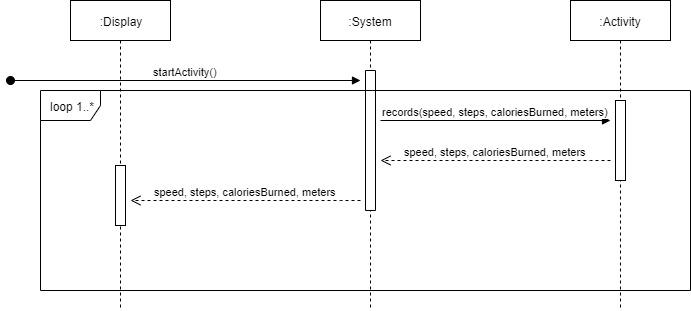 :Display
:System
:Activity
startActivity()
loop 1..*
records(speed, steps, caloriesBurned, meters)
speed, steps, caloriesBurned, meters
speed, steps, caloriesBurned, meters